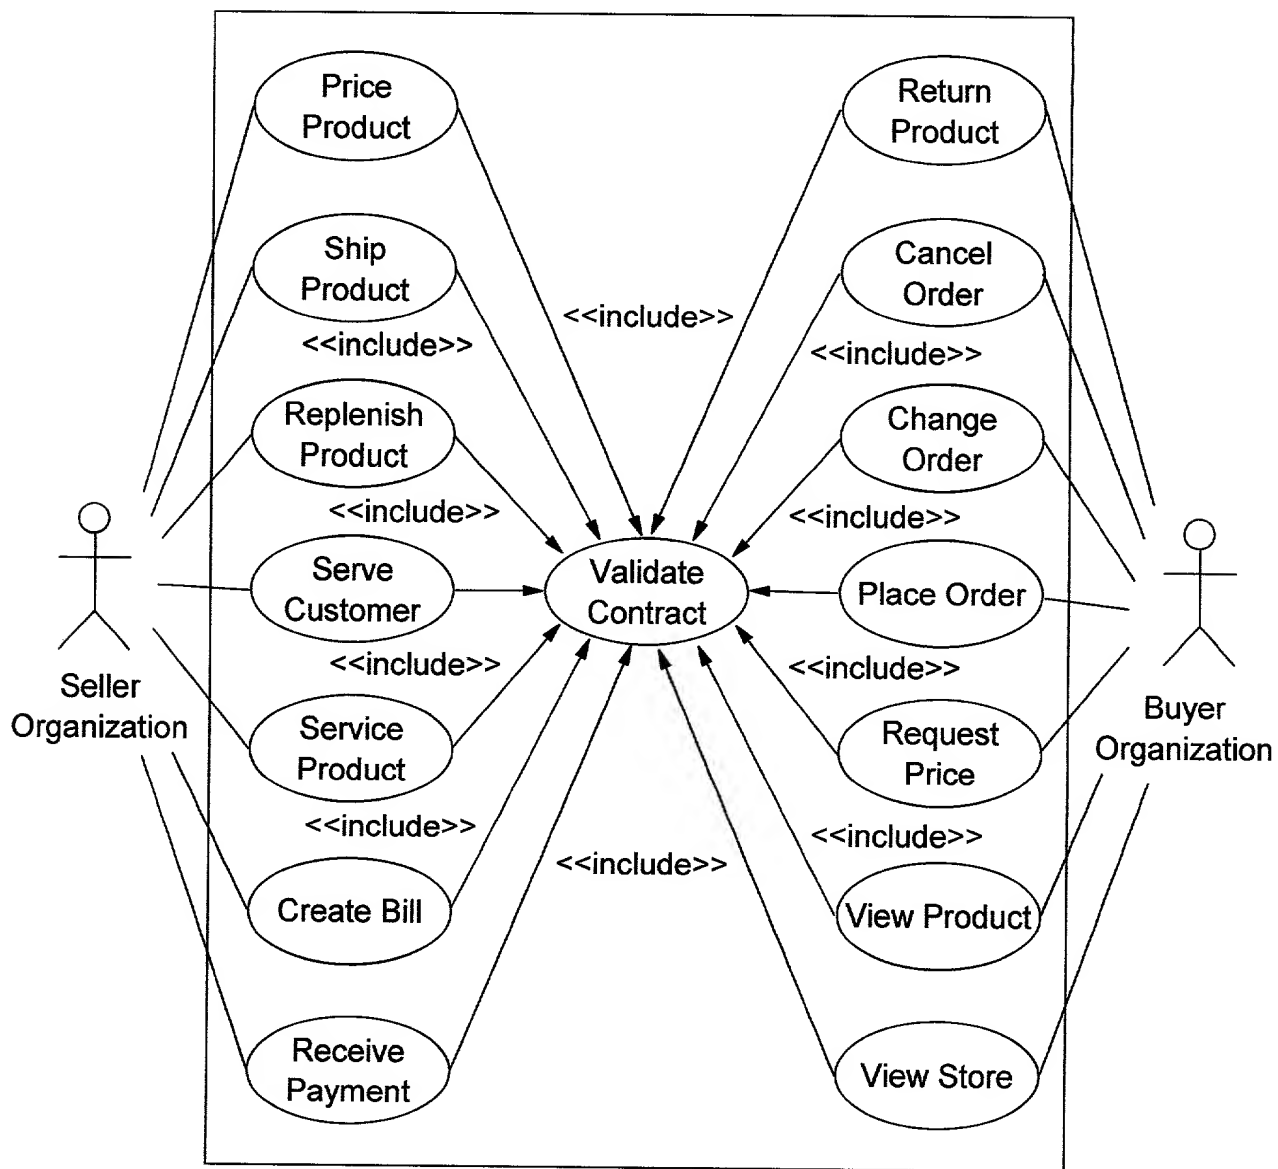 Price
Product
Return
Product
Ship
Product
Cancel
Order
<<include>>
<<include>>
<<include>>
Replenish
Product
Change
Order
<<include>>
<<include>>
Serve
Customer
Validate
Contract
Place Order
<<include>>
<<include>>
Seller
Organization
Buyer
Organization
Service
Product
Request
Price
<<include>>
<<include>>
<<include>>
Create Bill
View Product
Receive
Payment
View Store